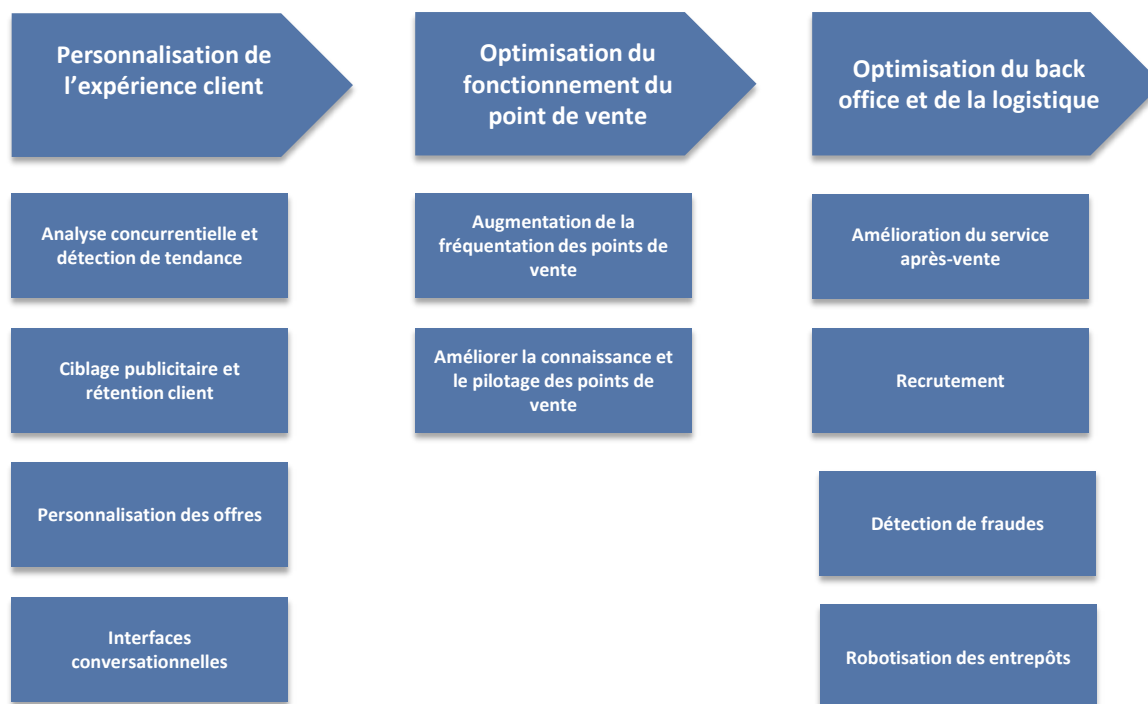 Personnalisation de
l’expérience client
Optimisation du
fonctionnement du
point de vente
Optimisation du back
office et de la logistique
Analyse concurrentielle et
détection de tendance
Augmentation de la
fréquentation des points de
vente
Amélioration du service
après-vente
Ciblage publicitaire et
rétention client
Améliorer la connaissance et
le pilotage des points de
vente
Recrutement
Personnalisation des offres
Détection de fraudes
Interfaces
conversationnelles
Robotisation des entrepôts